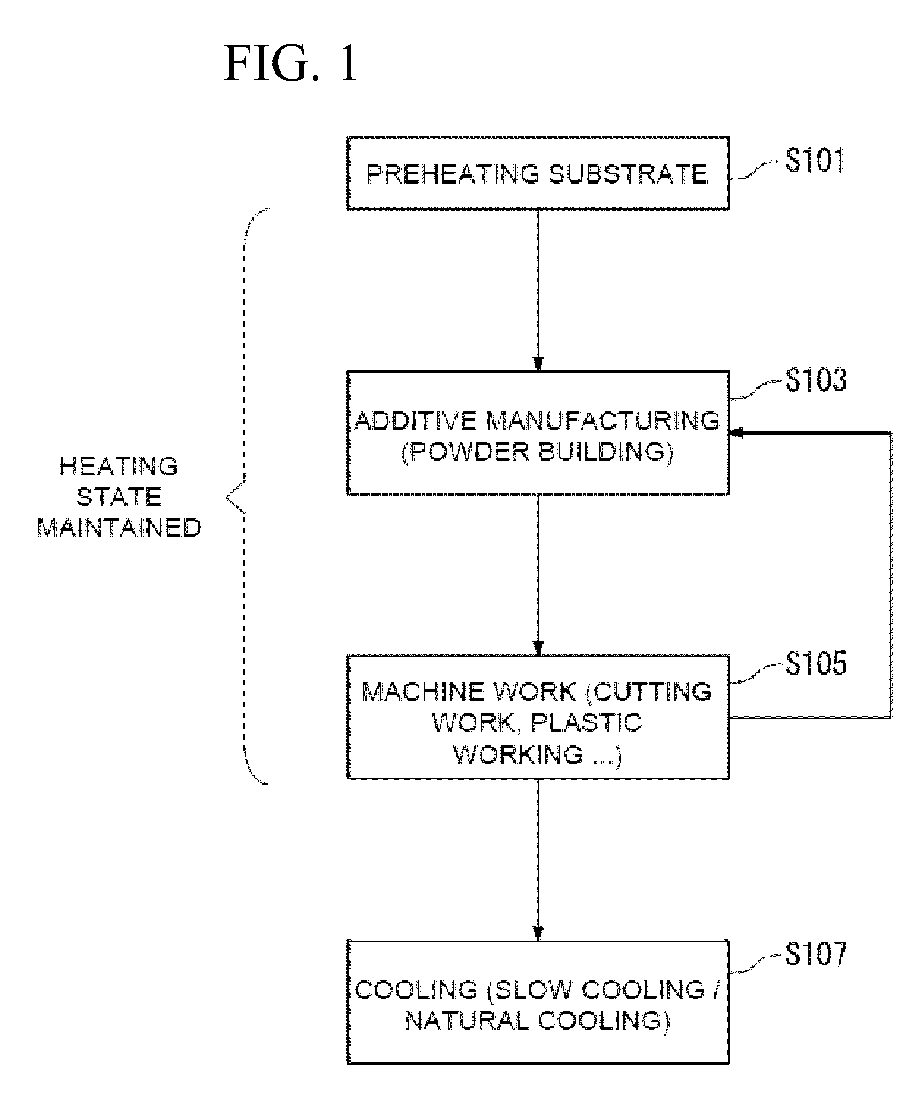 FIG. 1
PREHEATING SUBSTRATE
S101
ADDITIVE MANUFACTURING
(POWDER BUILDING)
S103
HEATING
STATE
MAINTAINED
MACHINE WORK (CUTTING
WORK, PLASTIC
WORKING ...)
S105
COOLING (SLOW COOLING /
NATURAL COOLING)
S107